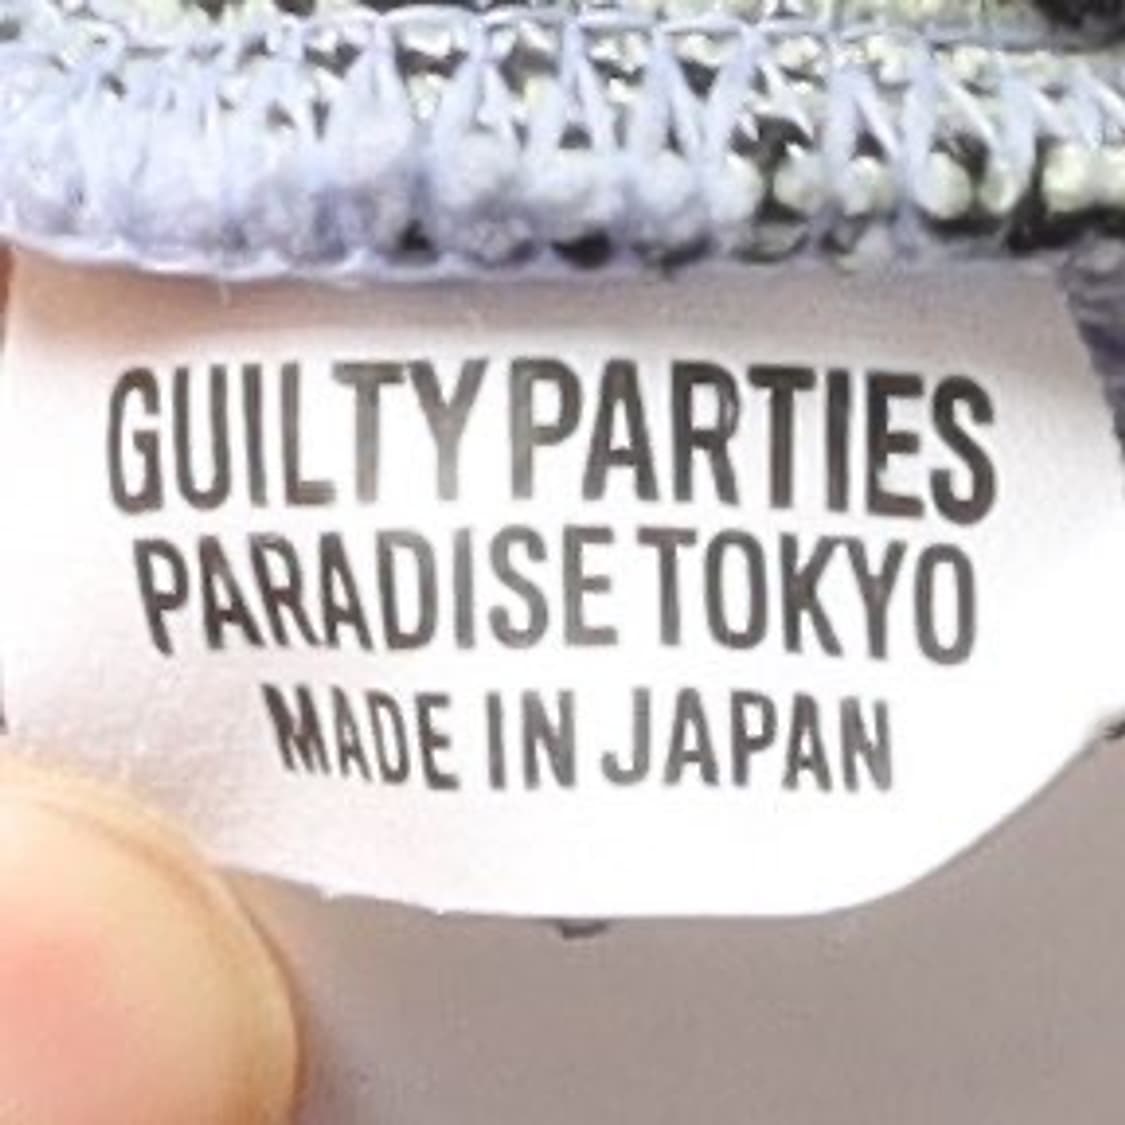 GUILTY PARTIES
PARADISE TOKYO
MADE IN JAPAN